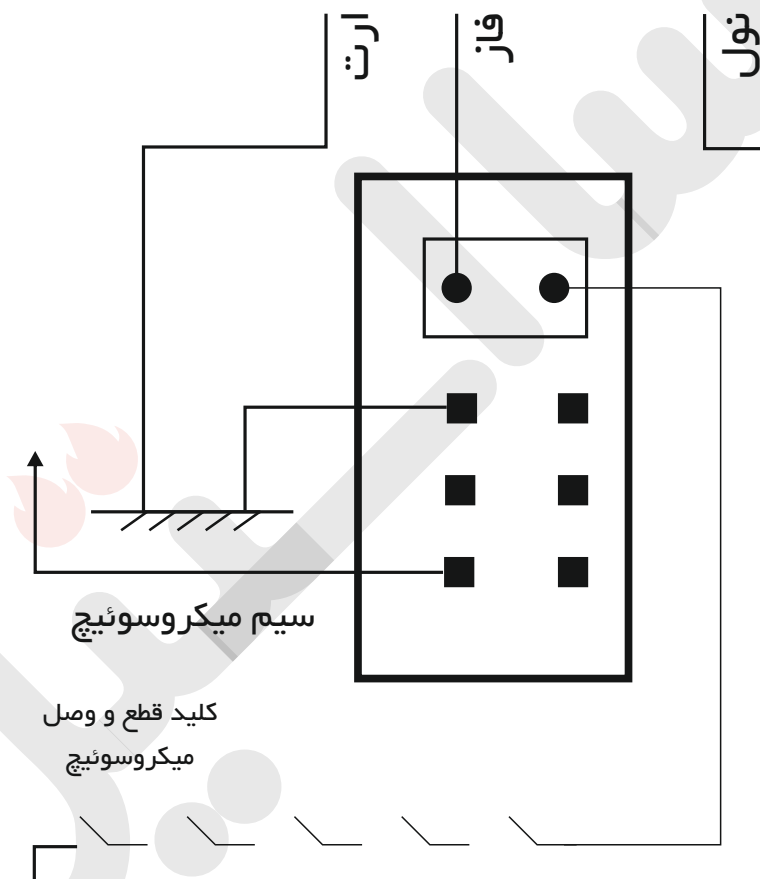 ارت
فاز
نول
سیم میکروسوئیچ
کلید قطع و وصل
میکروسوئیچ